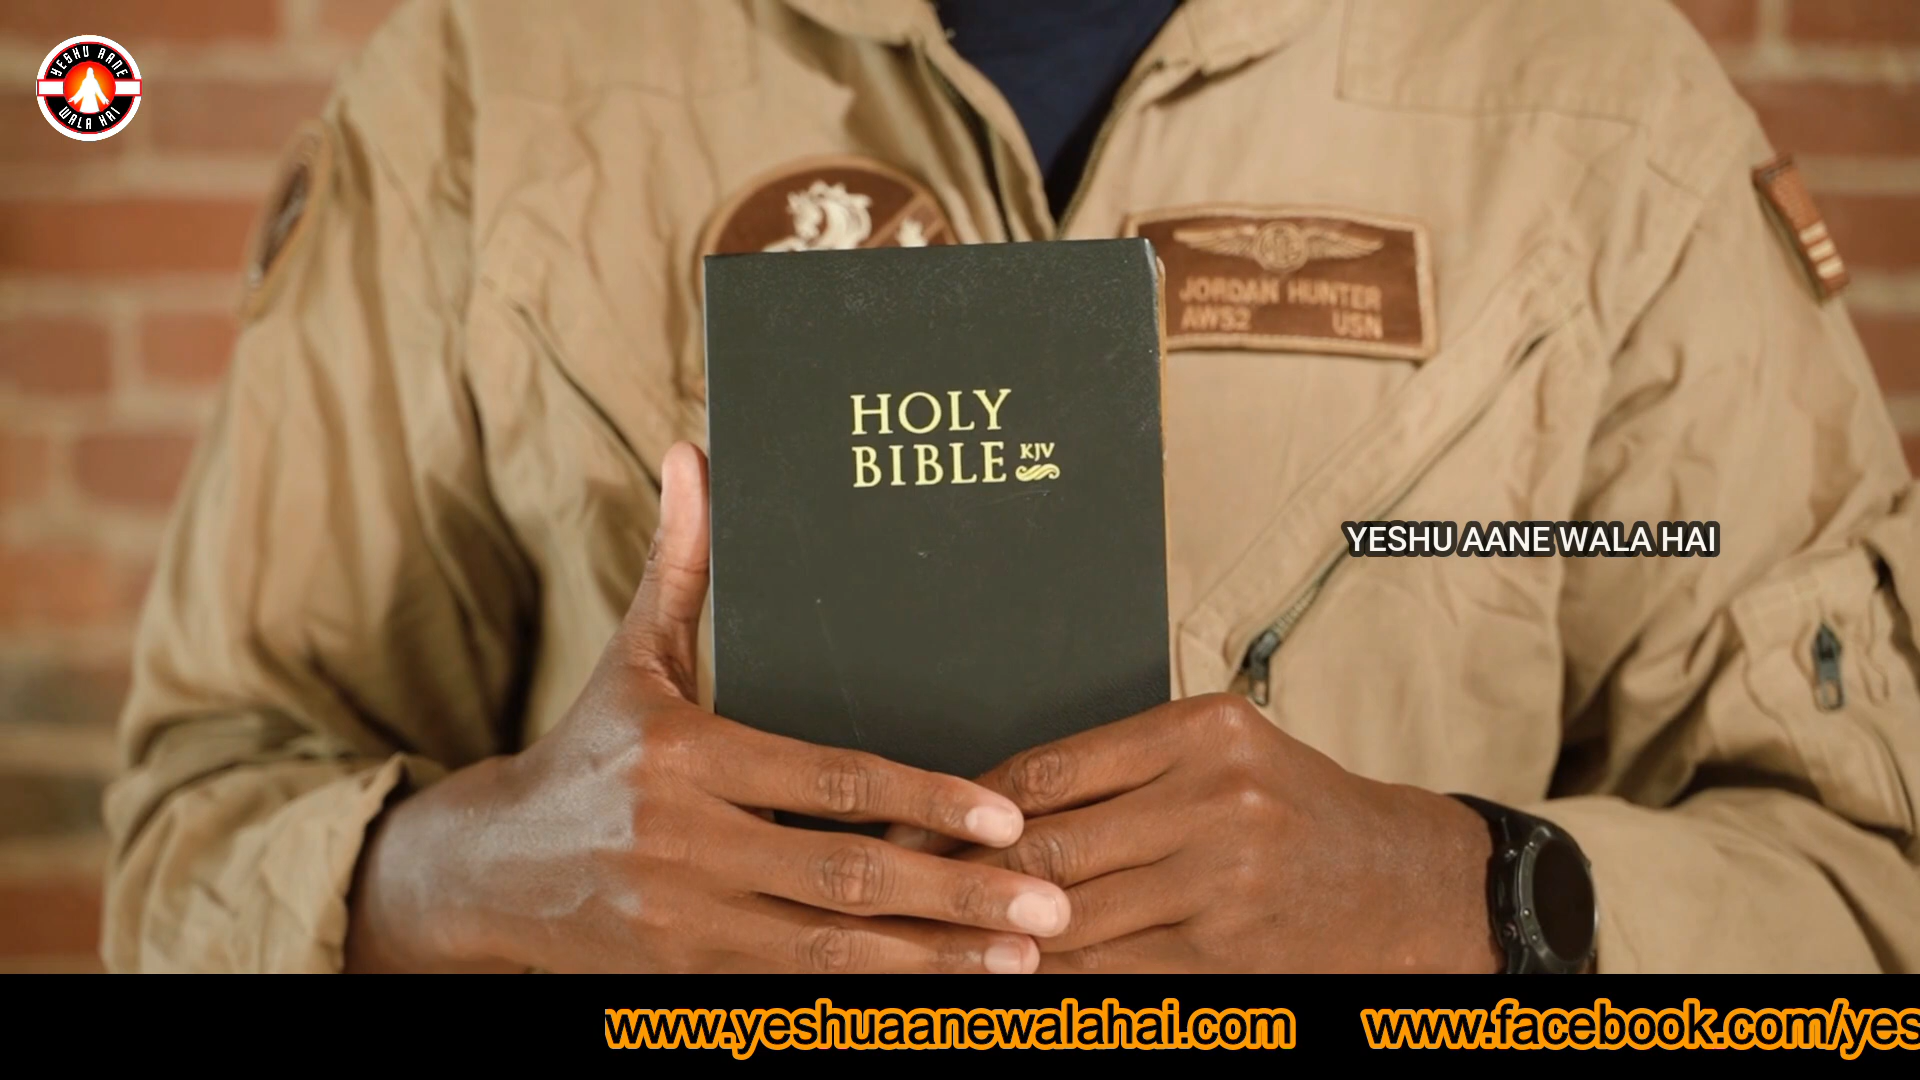 YESHU AANE
WALA HAI
JORDAN HUNTER
AWS2 USN
HOLY
BIBLE KJV
YESHU AANE WALA HAI
www.yeshuaanewalahai.com www.facebook.com/yes